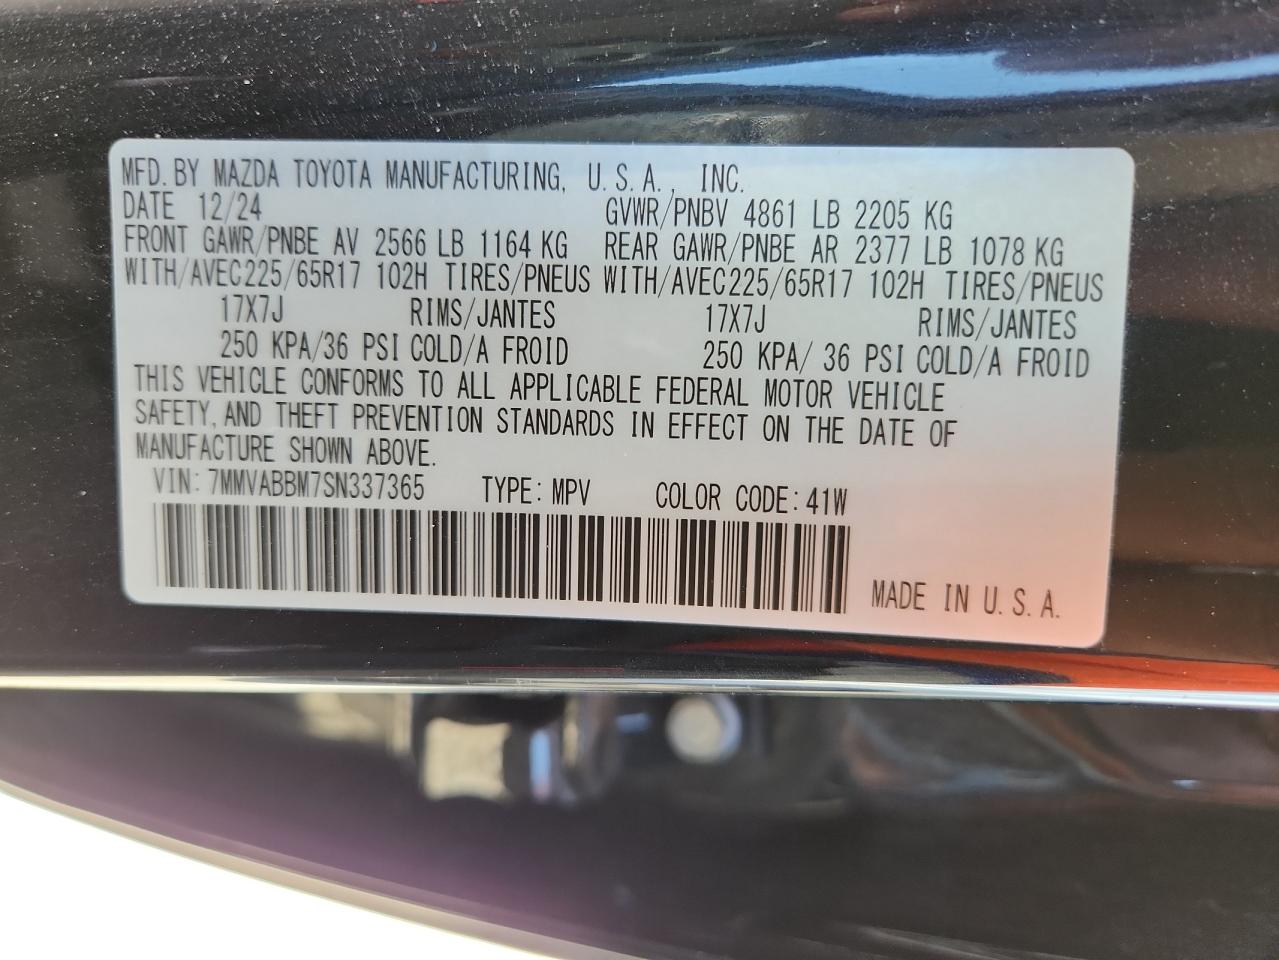 MFD. BY MAZDA TOYOTA MANUFACTURING, U.S.A., INC.
DATE 12/24 GVWR/PNBV 4861 LB 2205 KG
FRONT GAWR/PNBE AV 2566 LB 1164 KG REAR GAWR/PNBE AR 2377 LB 1078 KG
WITH/AVEC225/65R17 102H TIRES/PNEUS WITH/AVEC225/65R17 102H TIRES/PNEUS
17X7J RIMS/JANTES 17X7J RIMS/JANTES
250 KPA/36 PSI COLD/A FROID 250 KPA/ 36 PSI COLD/A FROID
THIS VEHICLE CONFORMS TO ALL APPLICABLE FEDERAL MOTOR VEHICLE
SAFETY, AND THEFT PREVENTION STANDARDS IN EFFECT ON THE DATE OF
MANUFACTURE SHOWN ABOVE.
VIN: 7MMVABBM7SN337365 TYPE: MPV COLOR CODE: 41W
MADE IN U.S.A.